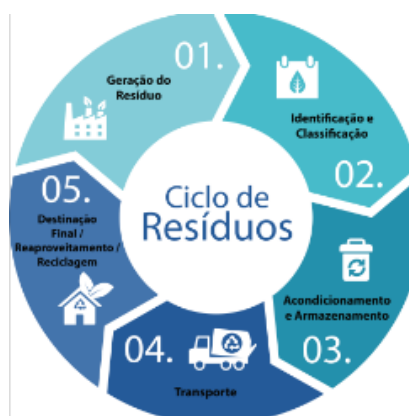 Ciclo de
Resíduos
01.
Geração do
Resíduo
Identificação e
Classificação
02.
Acondicionamento
e Armazenamento
03.
04.
Transporte
05.
Destinação
Final /
Reaproveitamento /
Reciclagem